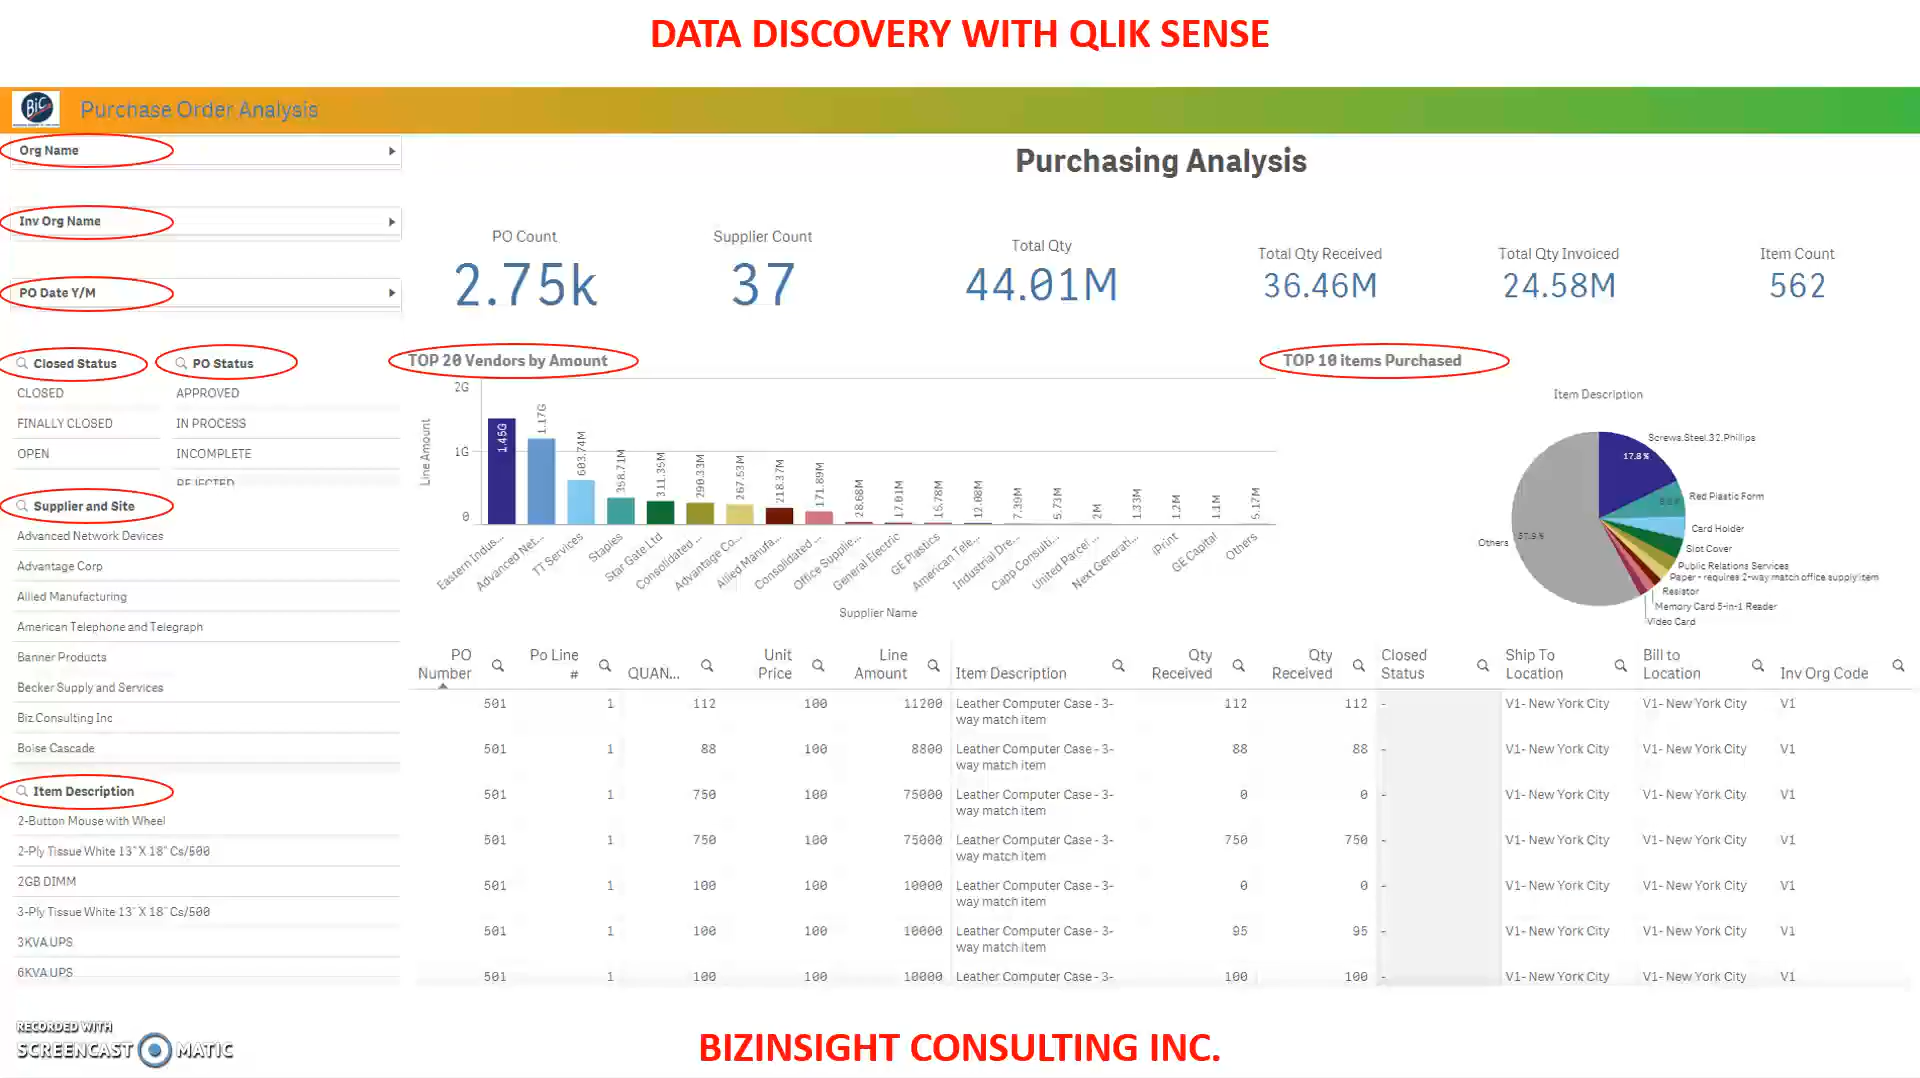 DATA DISCOVERY WITH QLIK SENSE
BiC
Purchase Order Analysis
Org Name
Inv Org Name
PO Date Y/M
Purchasing Analysis
PO Count
2.75k
Supplier Count
37
Total Qty
44.01M
Total Qty Received
36.46M
Total Qty Invoiced
24.58M
Item Count
562
Closed Status
CLOSED
FINALLY CLOSED
OPEN
PO Status
APPROVED
IN PROCESS
INCOMPLETE
REJECTED
Supplier and Site
Advanced Network Devices
Advantage Corp
Allied Manufacturing
American Telephone and Telegraph
Banner Products
Becker Supply and Services
Biz.Consulting Inc
Boise Cascade
Item Description
2-Button Mouse with Wheel
2-Ply Tissue White 13" X 18" Cs/500
2GB DIMM
3-Ply Tissue White 13" X 18" Cs/500
3KVA UPS
6KVA UPS
TOP 20 Vendors by Amount
Line Amount
2G
1G
0
1.45G
1.17G
603.74M
358.71M
311.35M
290.33M
267.53M
218.37M
171.89M
28.68M
17.01M
15.78M
12.08M
7.39M
5.73M
2M
1.33M
1.2M
1.1M
5.17M
Eastern Indus...
Advanced Net...
TT Services
Staples
Star Gate Ltd
Consolidated ...
Advantage Co...
Allied Manufa...
Consolidated ...
Office Supplie...
General Electric
GE Plastics
American Tele...
Industrial Dre...
Capp Consulti...
United Parcel ...
Next Generati...
iPrint
GE Capital
Others
Supplier Name
TOP 10 items Purchased
Item Description
Screws.Steel.32.Phillips
17.8%
Red Plastic Form
Card Holder
Slot Cover
Public Relations Services
Paper - requires 2-way match office supply item
Resistor
Memory Card 5-in-1 Reader
Video Card
Others
37.9%
PO Number Po Line # QUAN... Unit Price Line Amount Item Description Qty Received Qty Received Closed Status Ship To Location Bill to Location Inv Org Code
501 1 112 100 11200 Leather Computer Case - 3- 112 112 - V1- New York City V1- New York City V1
way match item
501 1 88 100 8800 Leather Computer Case - 3- 88 88 - V1- New York City V1- New York City V1
way match item
501 1 750 100 75000 Leather Computer Case - 3- 0 0 - V1- New York City V1- New York City V1
way match item
501 1 750 100 75000 Leather Computer Case - 3- 750 750 - V1- New York City V1- New York City V1
way match item
501 1 100 100 10000 Leather Computer Case - 3- 0 0 - V1- New York City V1- New York City V1
way match item
501 1 100 100 10000 Leather Computer Case - 3- 95 95 - V1- New York City V1- New York City V1
way match item
501 1 100 100 10000 Leather Computer Case - 3- 100 100 - V1- New York City V1- New York City V1
RECORDED WITH
SCREENCAST MATIC
BIZINSIGHT CONSULTING INC.